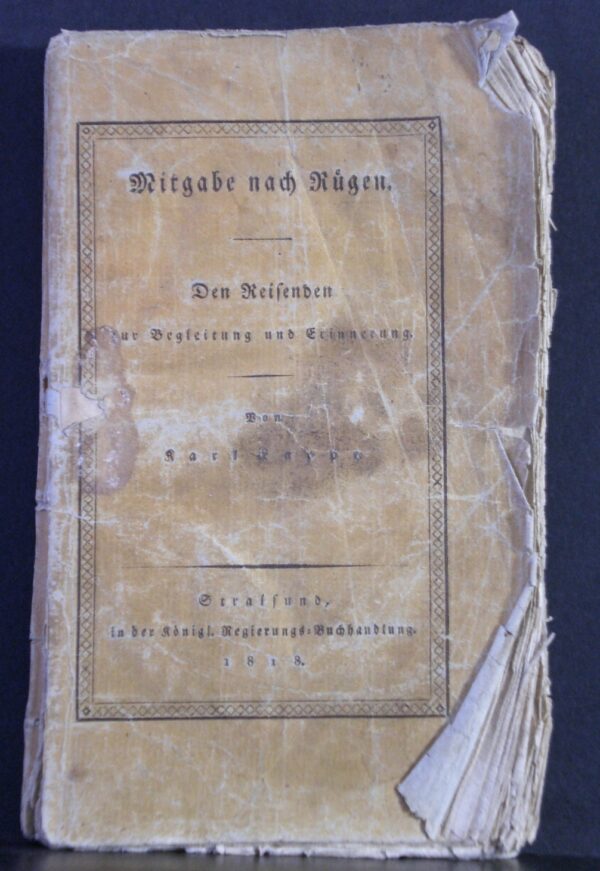 Mitgabe nach Rügen.
Den Reisenden
zur Begleitung und Erinnerung.
Von
Karl Lappe
Stralsund,
in der Königl. Regierungs-Buchhandlung.
1818.